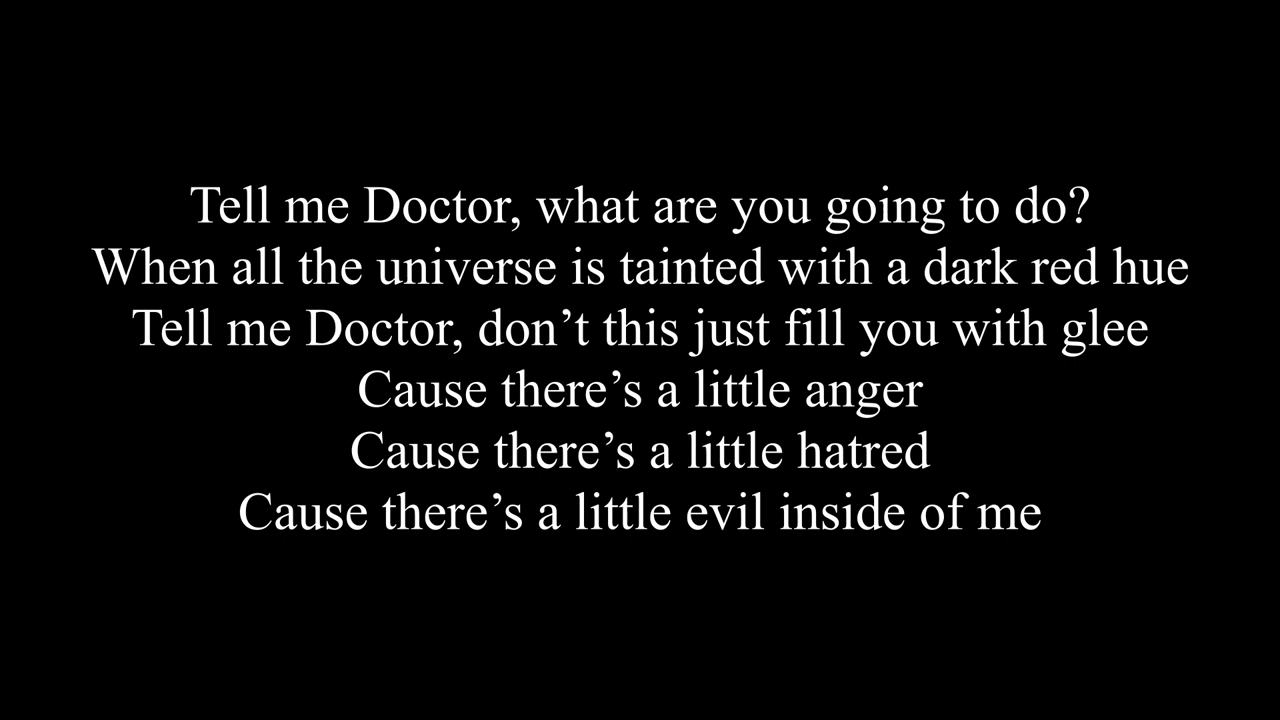 Tell me Doctor, what are you going to do?
When all the universe is tainted with a dark red hue
Tell me Doctor, don’t this just fill you with glee
Cause there’s a little anger
Cause there’s a little hatred
Cause there’s a little evil inside of me